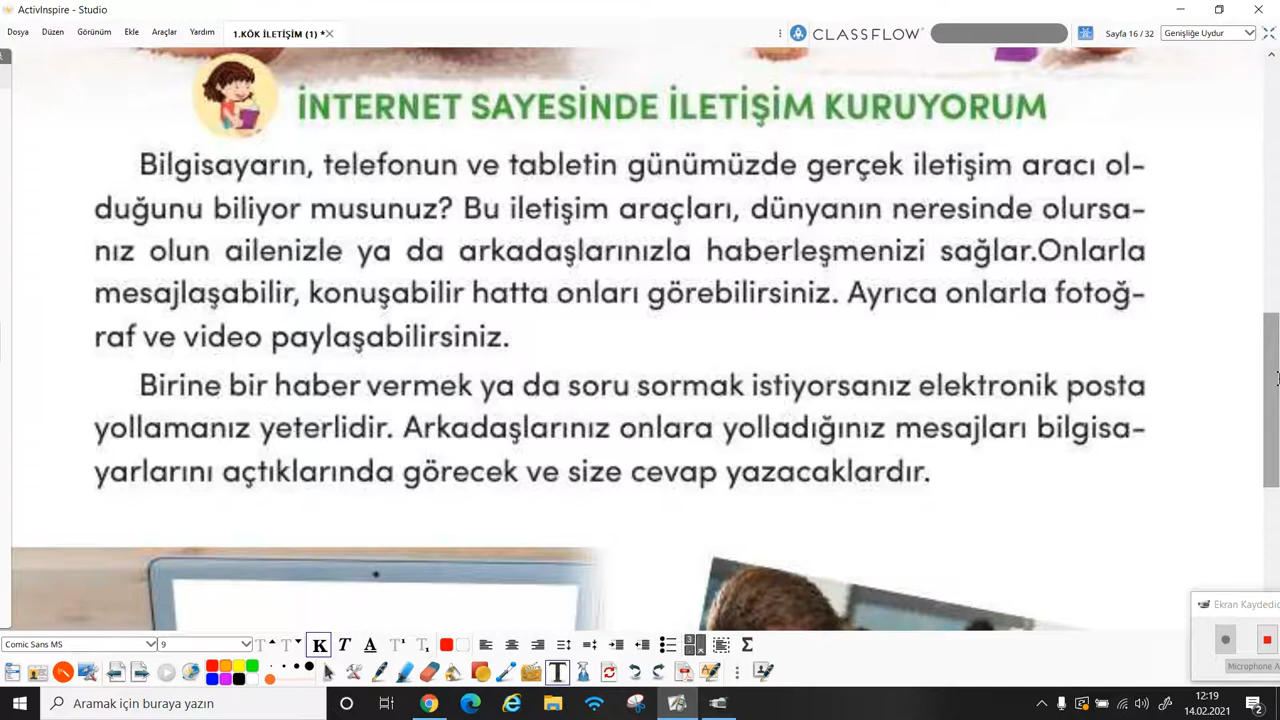 ActivInspire - Studio
Dosya Düzen Görünüm Ekle Araçlar Yardım 1.KÖK İLETİŞİM (1) * CLASSFLOW Sayfa 16 / 32 Genişliğe Uydur
İNTERNET SAYESİNDE İLETİŞİM KURUYORUM
Bilgisayarın, telefonun ve tabletin günümüzde gerçek iletişim aracı ol-
duğunu biliyor musunuz? Bu iletişim araçları, dünyanın neresinde olursa-
nız olun ailenizle ya da arkadaşlarınızla haberleşmenizi sağlar.Onlarla
mesajlaşabilir, konuşabilir hatta onları görebilirsiniz. Ayrıca onlarla fotoğ-
raf ve video paylaşabilirsiniz.
Birine bir haber vermek ya da soru sormak istiyorsanız elektronik posta
yollamanız yeterlidir. Arkadaşlarınız onlara yolladığınız mesajları bilgisa-
yarlarını açtıklarında görecek ve size cevap yazacaklardır.
Ekran Kaydedic
Microphone A
Comic Sans MS 9 K T A T¹ T₁ Σ
T
Aramak için buraya yazın
12:19
14.02.2021
2